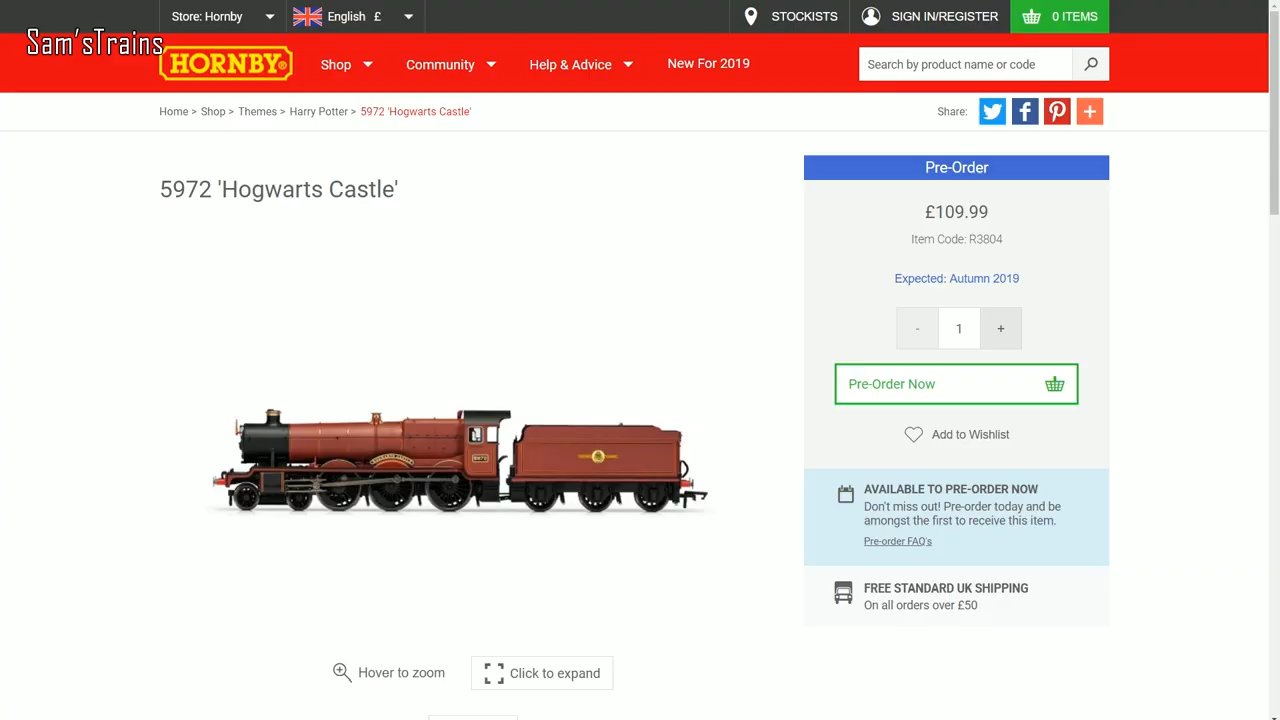 Store: Hornby
English £
STOCKISTS
SIGN IN/REGISTER
0 ITEMS
Sam'sTrains
HORNBY®
Shop
Community
Help & Advice
New For 2019
Search by product name or code
Home > Shop > Themes > Harry Potter > 5972 'Hogwarts Castle'
Share:
5972 'Hogwarts Castle'
Pre-Order
£109.99
Item Code: R3804
Expected: Autumn 2019
- 1 +
Pre-Order Now
Add to Wishlist
AVAILABLE TO PRE-ORDER NOW
Don't miss out! Pre-order today and be
amongst the first to receive this item.
Pre-order FAQ's
FREE STANDARD UK SHIPPING
On all orders over £50
Hover to zoom
Click to expand